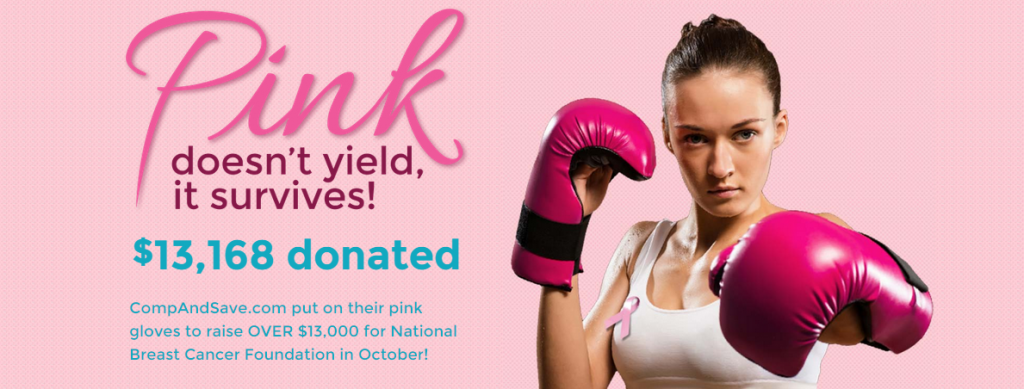 Pink
doesn't yield,
it survives!
$13,168 donated
CompAndSave.com put on their pink
gloves to raise OVER $13,000 for National
Breast Cancer Foundation in October!